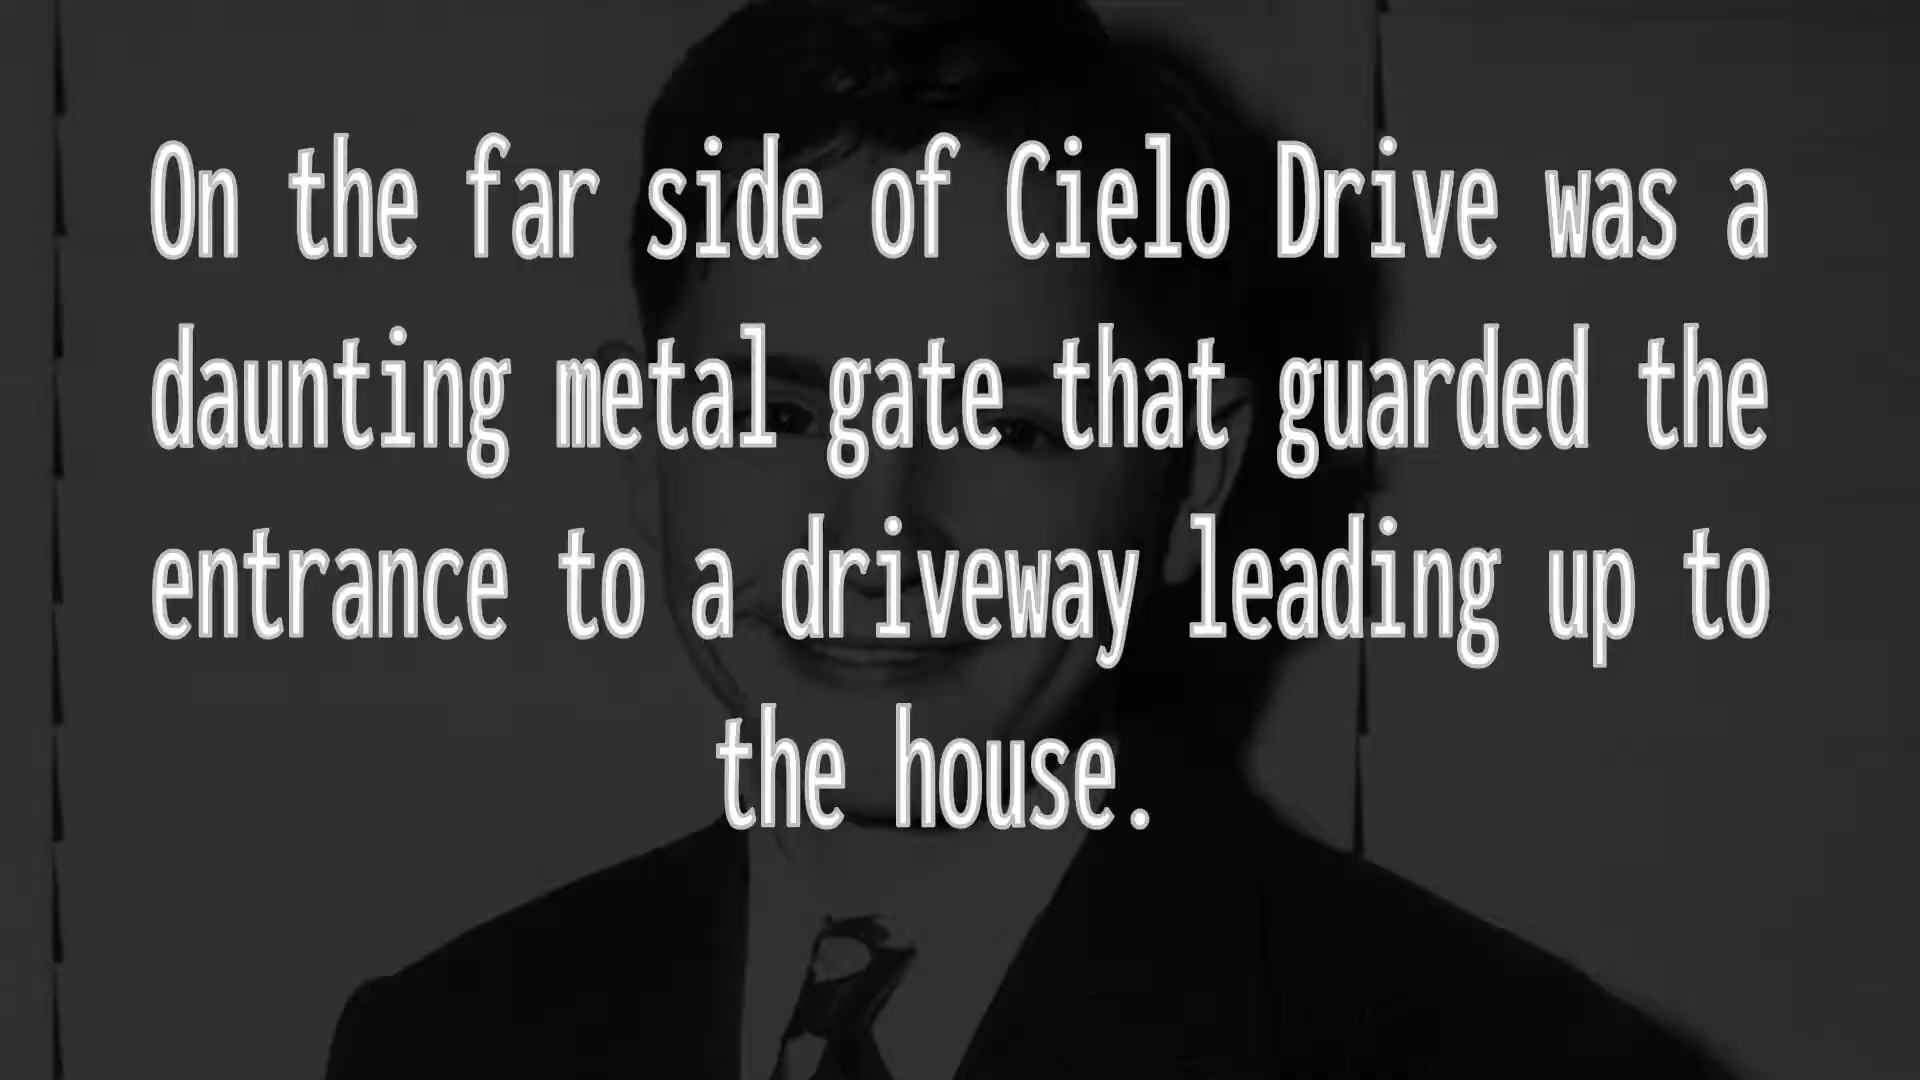 On the far side of Cielo Drive was a
daunting metal gate that guarded the
entrance to a driveway leading up to
the house.